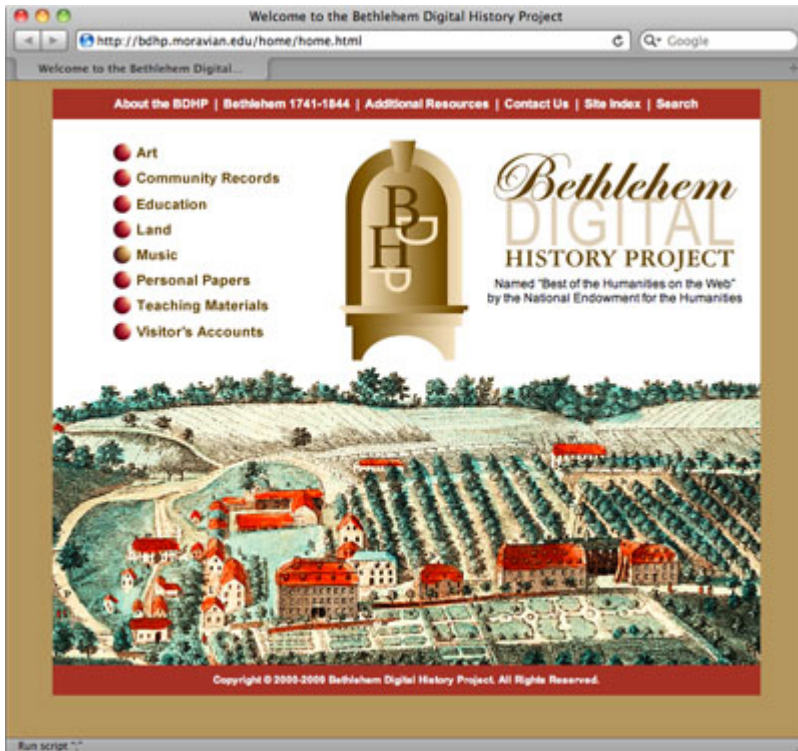 Welcome to the Bethlehem Digital History Project
http://bdhp.moravian.edu/home/home.html
Google
Welcome to the Bethlehem Digital...
About the BDHP | Bethlehem 1741-1844 | Additional Resources | Contact Us | Site Index | Search
Art
Community Records
Education
Land
Music
Personal Papers
Teaching Materials
Visitor's Accounts
B
D
H
P
Bethlehem
DIGITAL
HISTORY PROJECT
Named "Best of the Humanities on the Web"
by the National Endowment for the Humanities
Copyright © 2000-2009 Bethlehem Digital History Project. All Rights Reserved.
Run script ";"